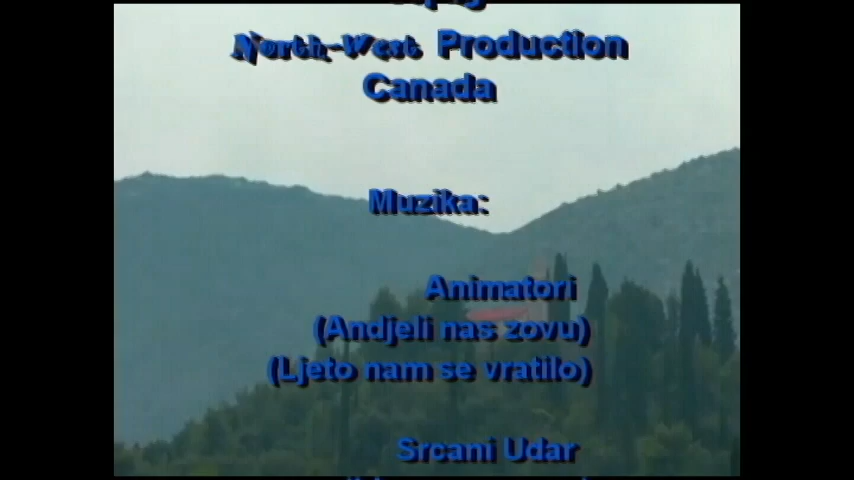 North-West Production
Canada
Muzika:
Animatori
(Andjeli nas zovu)
(Ljeto nam se vratilo)
Srcani Udar